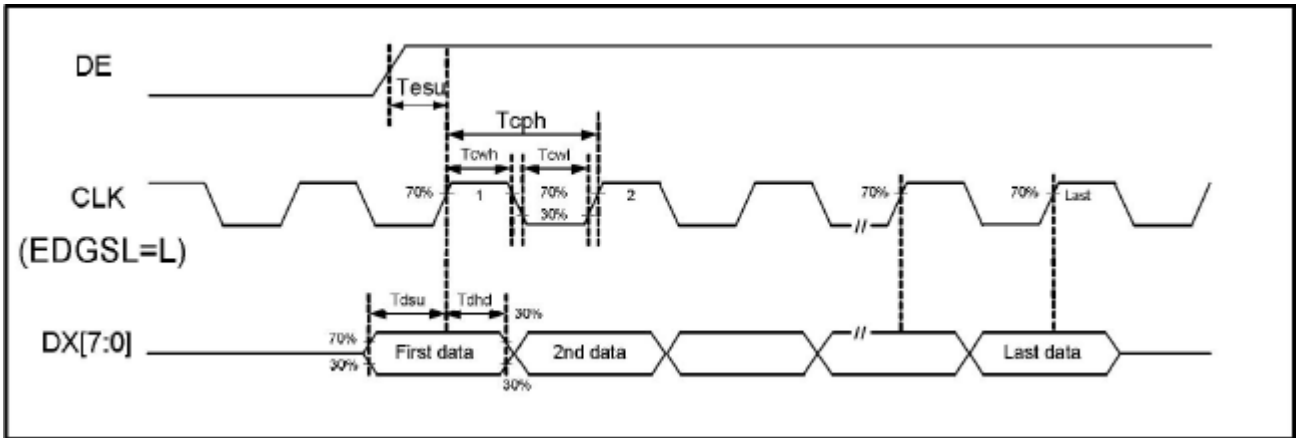 DE
Tesu
Tcph
Tcwh Tcwl
CLK 70% 1 70% 2 70% 70% Last
30%
//
(EDGSL=L)
Tdsu Tdhd
30%
70% //
DX[7:0] First data 2nd data Last data
30%
30%